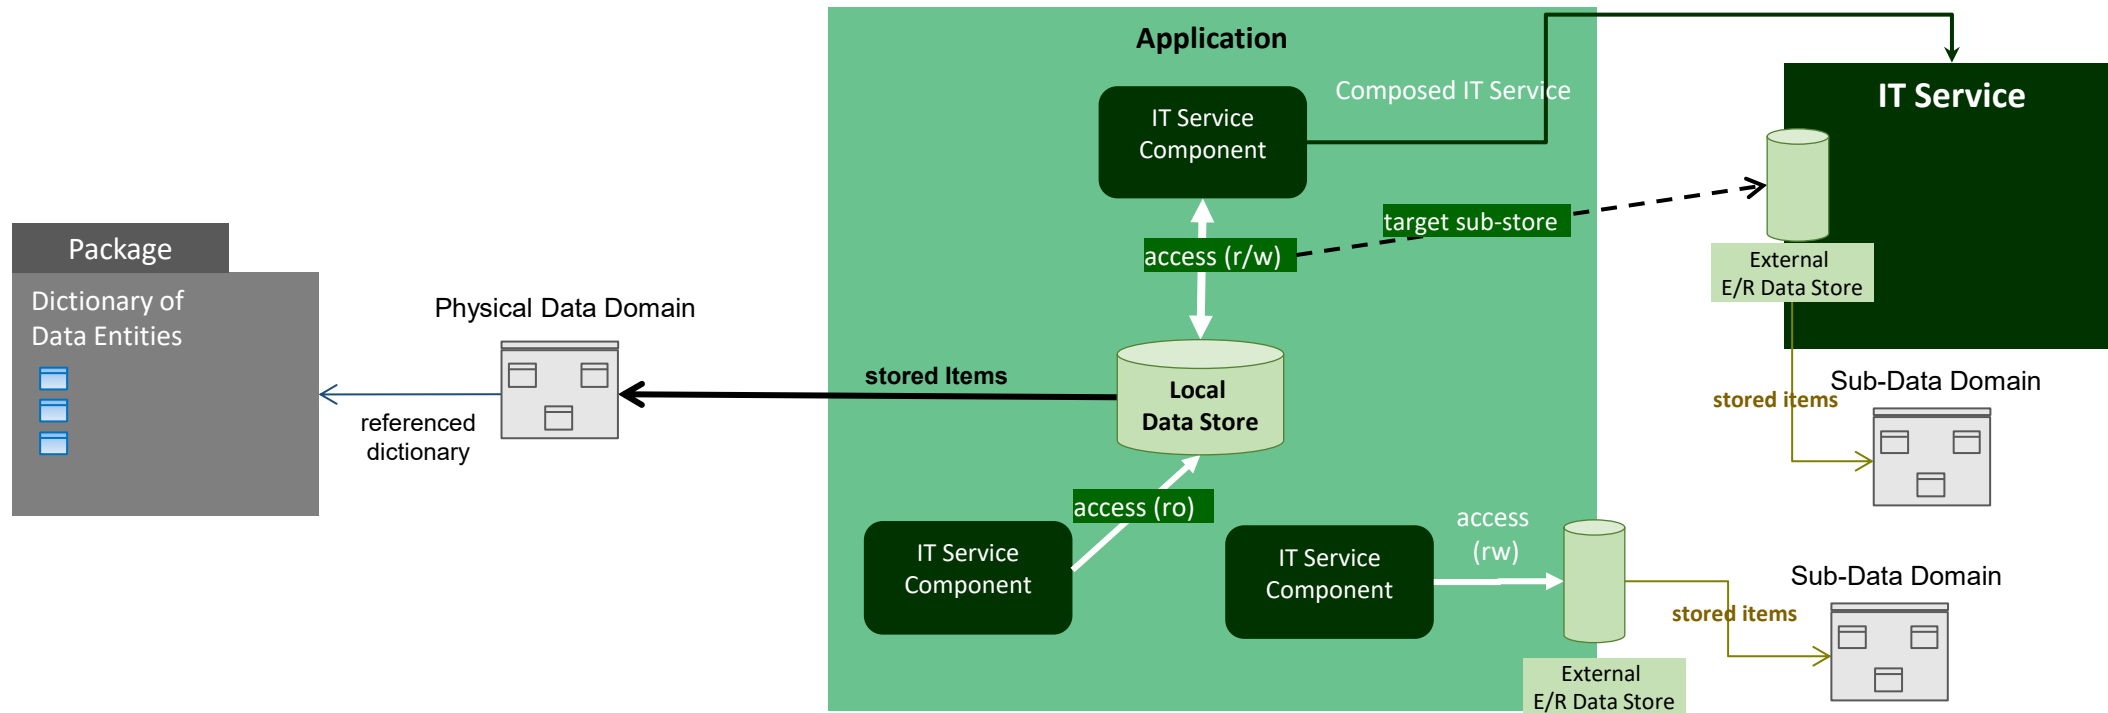 Application
Composed IT Service
IT Service
IT Service
Component
target sub-store
access (r/w)
External
E/R Data Store
Package
Dictionary of
Data Entities
Physical Data Domain
referenced
dictionary
stored Items
Local
Data Store
Sub-Data Domain
stored items
access (ro)
IT Service
Component
IT Service
Component
access
(rw)
External
E/R Data Store
Sub-Data Domain
stored items